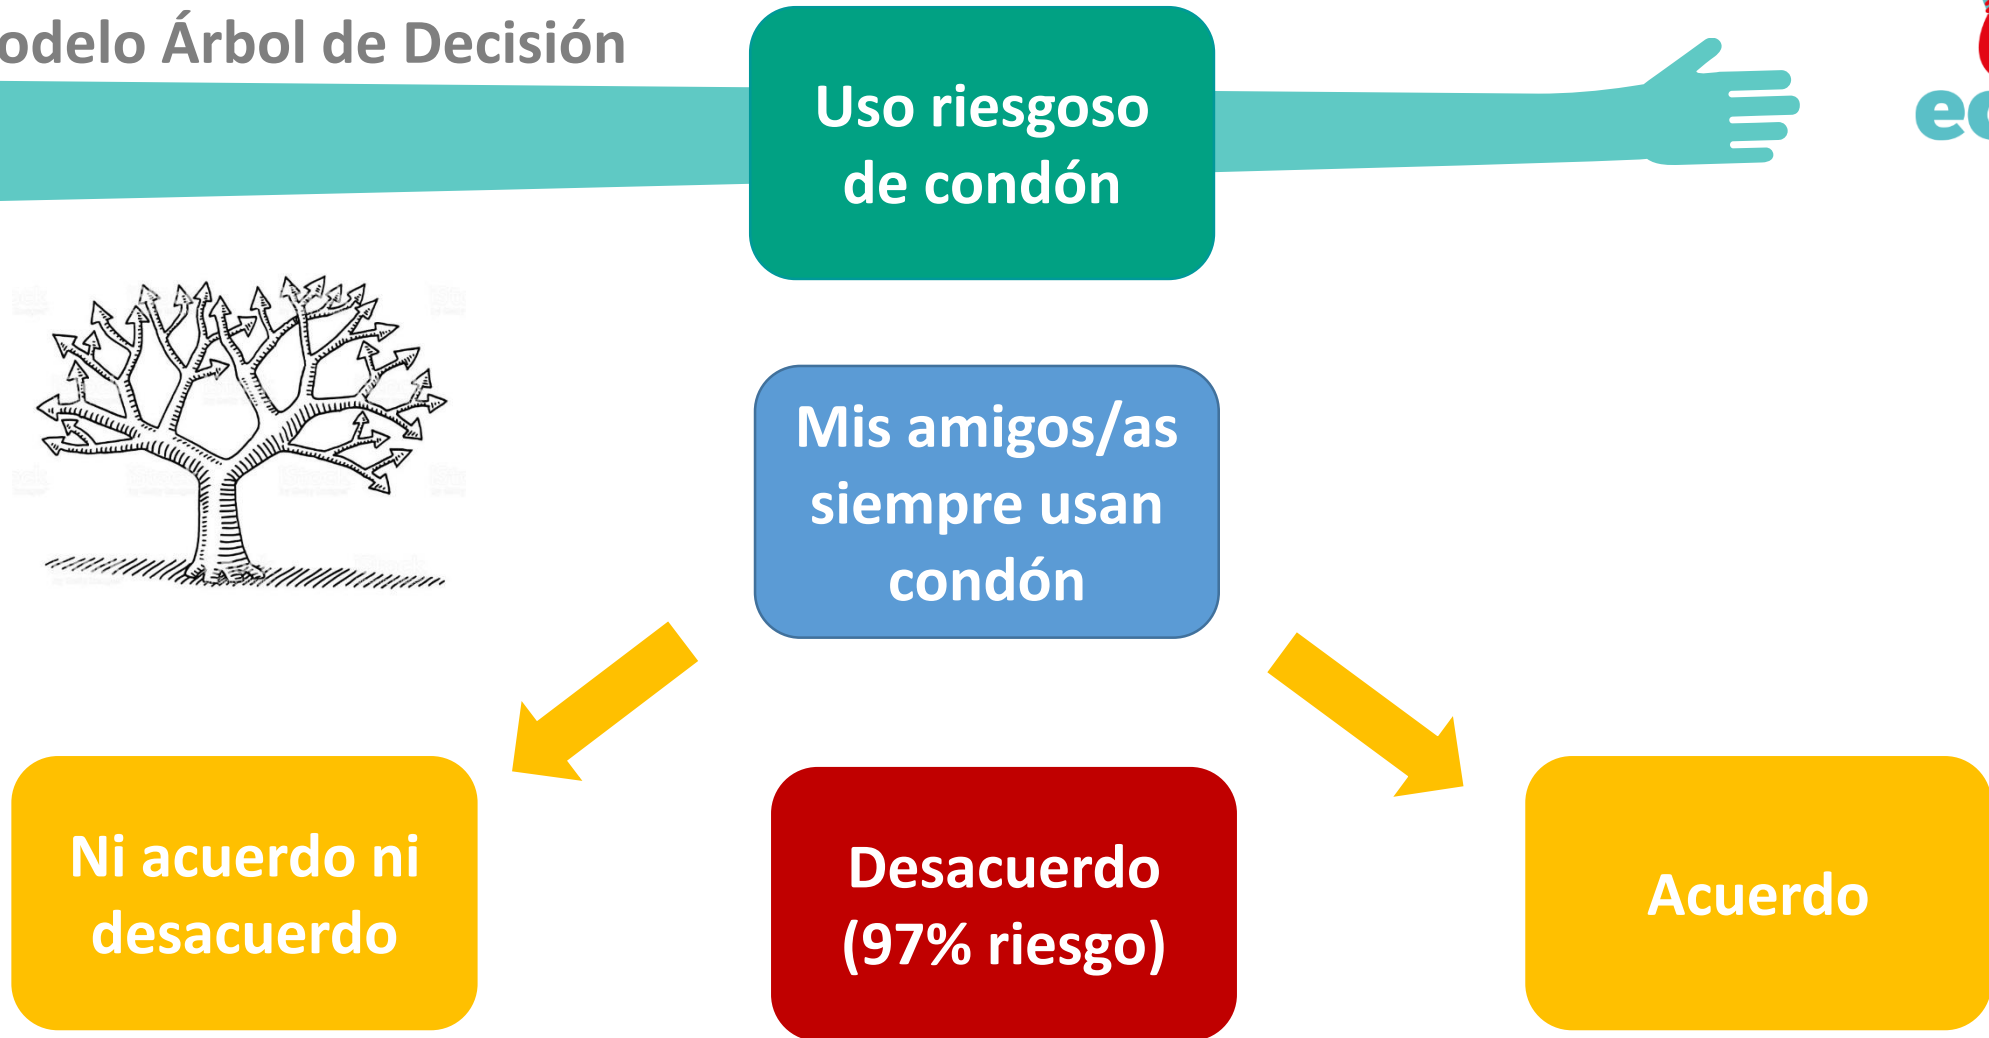 odelo Árbol de Decisión
Uso riesgoso
de condón
ec
Mis amigos/as
siempre usan
condón
Ni acuerdo ni
desacuerdo
Desacuerdo
(97% riesgo)
Acuerdo